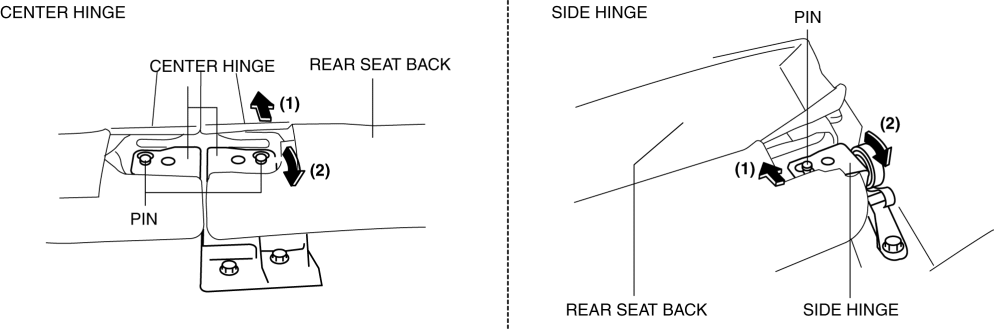 CENTER HINGE
CENTER HINGE
REAR SEAT BACK
(1)
(2)
PIN
SIDE HINGE
PIN
(2)
(1)
REAR SEAT BACK
SIDE HINGE